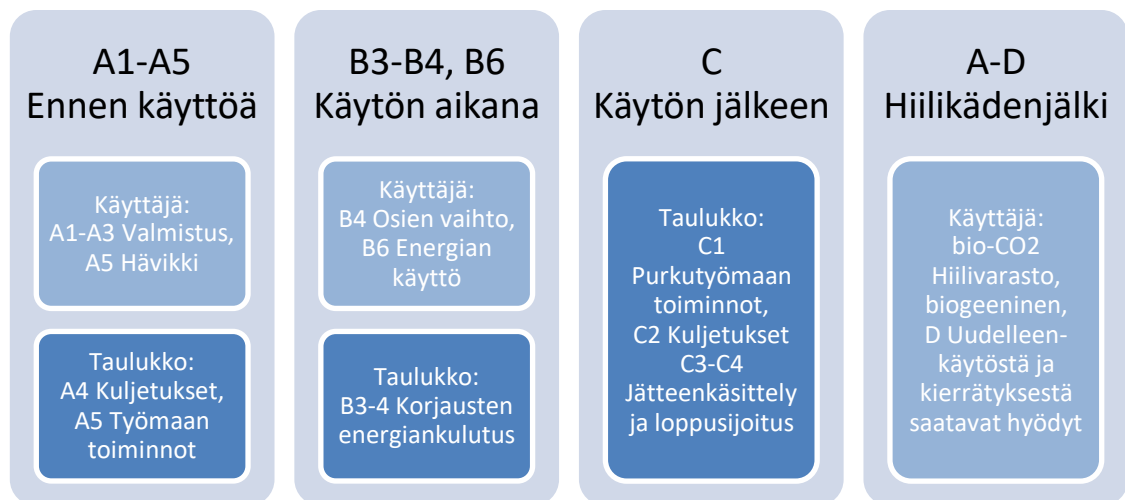 A1-A5
Ennen käyttöä
Käyttäjä:
A1-A3 Valmistus,
A5 Hävikki
Taulukko:
A4 Kuljetukset,
A5 Työmaan
toiminnot
B3-B4, B6
Käytön aikana
Käyttäjä:
B4 Osien vaihto,
B6 Energian
käyttö
Taulukko:
B3-4 Korjausten
energiankulutus
C
Käytön jälkeen
Taulukko:
C1
Purkutyömaan
toiminnot,
C2 Kuljetukset
C3-C4
Jätteenkäsittely
ja loppusijoitus
A-D
Hiilikädenjälki
Käyttäjä:
bio-CO2
Hiilivarasto,
biogeeninen,
D Uudelleen-
käytöstä ja
kierrätyksestä
saatavat hyödyt